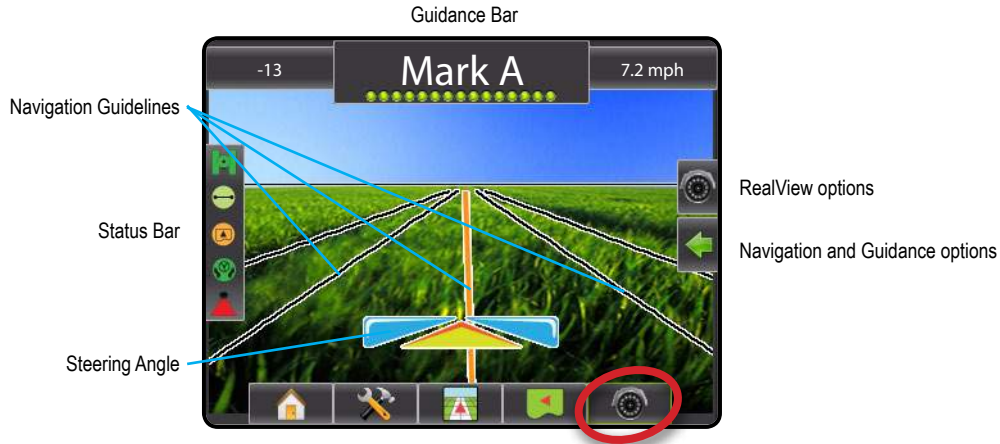 Guidance Bar
-13
Mark A
7.2 mph
Navigation Guidelines
RealView options
Status Bar
Navigation and Guidance options
Steering Angle